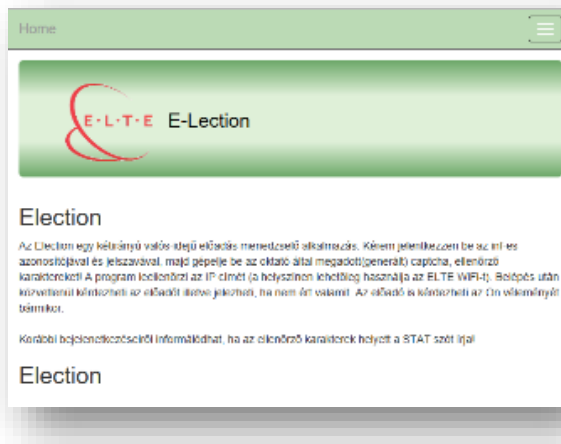 Home
E·L·T·E E-Lection
Election
Az Election egy kétirányú valós-idejű előadás menedzselő alkalmazás. Kérem jelentkezzen be az inf-es
azonosítójával és jelszavával, majd gépelje be az oktató által megadott(generált) captcha, ellenőrző
karaktereket! A program leellenőrzi az IP címét (a helyszínen lehetőleg használja az ELTE WiFi-t). Belépés után
közvetlenül kérdezheti az előadót illetve jelezheti, ha nem ért valamit. Az előadó is kérdezheti az Ön véleményét
bármikor.
Korábbi bejelenetkezéseiről informálódhat, ha az ellenőrző karakterek helyett a STAT szót írja!
Election